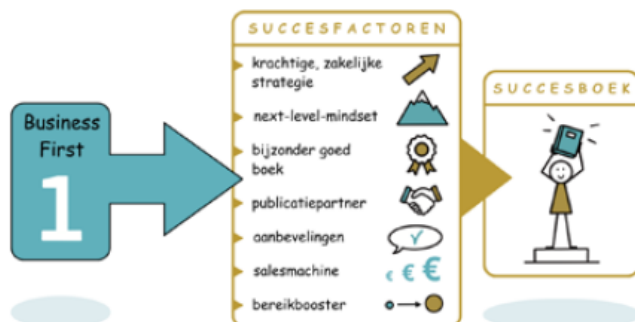 Business
First
1
SUCCESFACTOREN
krachtige, zakelijke
strategie
next-level-mindset
bijzonder goed
boek
publicatiepartner
aanbevelingen
salesmachine
€ € €
bereikbooster
SUCCESBOEK